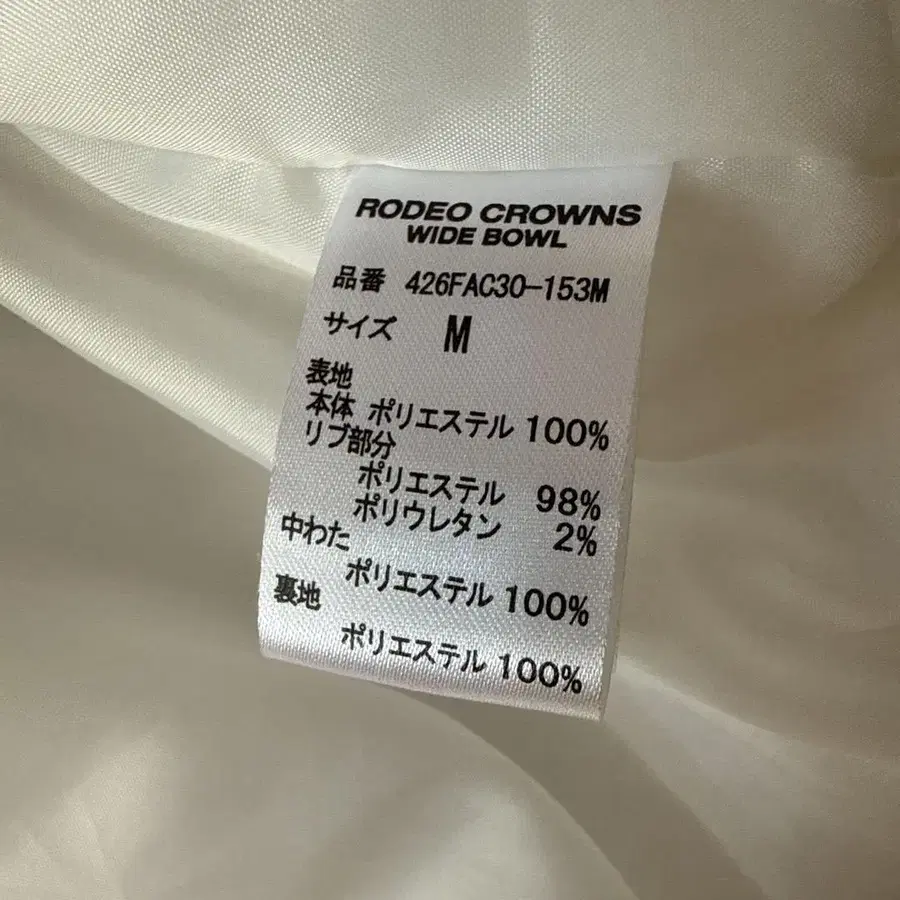 RODEO CROWNS
WIDE BOWL
品番 426FAC30-153M
サイズ M
表地
本体 ポリエステル 100%
リブ部分
ポリエステル 98%
ポリウレタン 2%
中わた
ポリエステル 100%
裏地
ポリエステル 100%